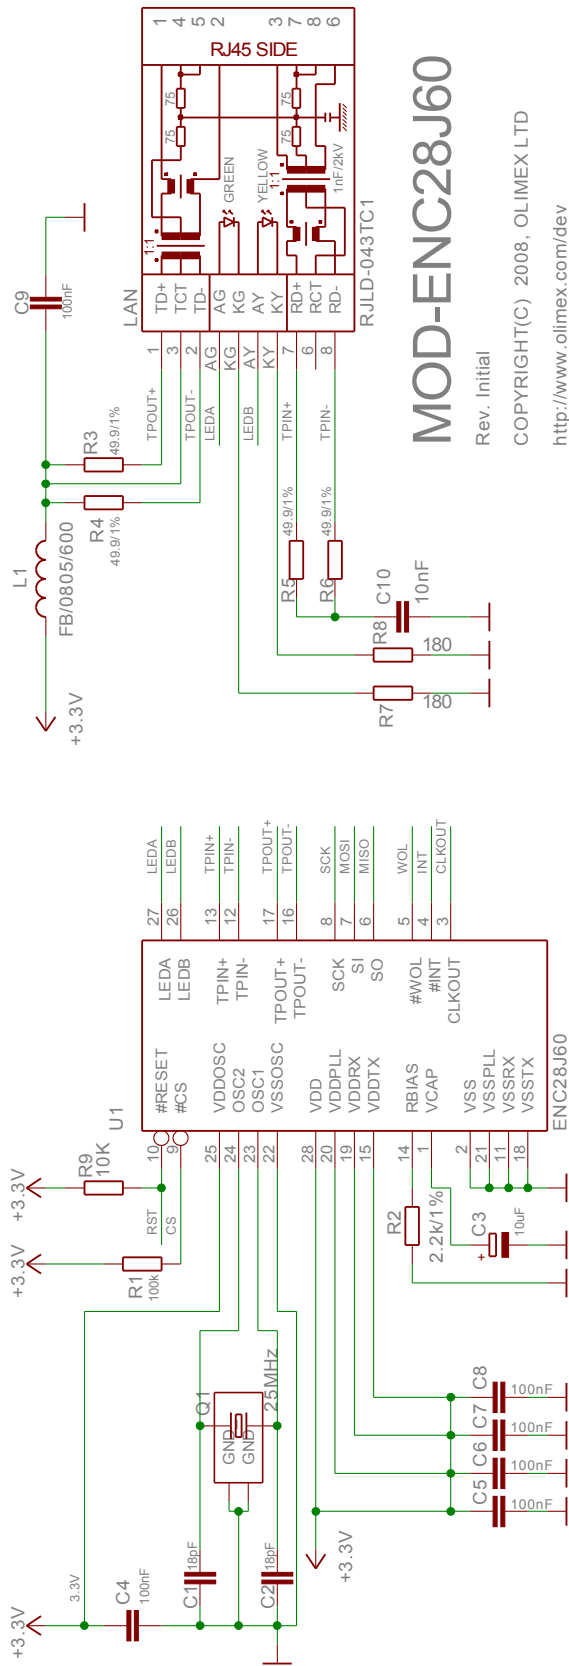 1
4
5
2
3
7
8
6
RJ45 SIDE
75
75
75
75
1nF/2kV
1:1
1:1
GREEN
YELLOW
LAN
TD+
TCT
TD-
AG
KG
AY
KY
RD+
RCT
RD-
RJLD-043TC1
1
3
2
AG
KG
AY
KY
7
6
8
TPOUT+
TPOUT-
LEDA
LEDB
TPIN+
TPIN-
C9
100nF
R3
49.9/1%
R4
49.9/1%
L1
FB/0805/600
+3.3V
R5
49.9/1%
R6
49.9/1%
C10
10nF
R8
180
R7
180
MOD-ENC28J60
Rev. Initial
COPYRIGHT(C) 2008, OLIMEX LTD
http://www.olimex.com/dev
LEDA
LEDB
TPIN+
TPIN-
TPOUT+
TPOUT-
SCK
MOSI
MISO
WOL
INT
CLKOUT
27
26
13
12
17
16
8
7
6
5
4
3
LEDA
LEDB
TPIN+
TPIN-
TPOUT+
TPOUT-
SCK
SI
SO
#WOL
#INT
CLKOUT
U1
#RESET
#CS
VDDOSC
OSC2
OSC1
VSSOSC
VDD
VDDPLL
VDDRX
VDDTX
RBIAS
VCAP
VSS
VSSPLL
VSSRX
VSSTX
ENC28J60
10
9
25
24
23
22
28
20
19
15
14
1
2
21
11
18
+3.3V
R9
10K
RST
CS
+3.3V
R1
100k
R2
2.2k/1%
C3
+
10uF
Q1
25MHz
GND
GND
C8
100nF
C7
100nF
C6
100nF
C5
100nF
+3.3V
C1
18pF
C2
18pF
3.3V
C4
100nF
+3.3V